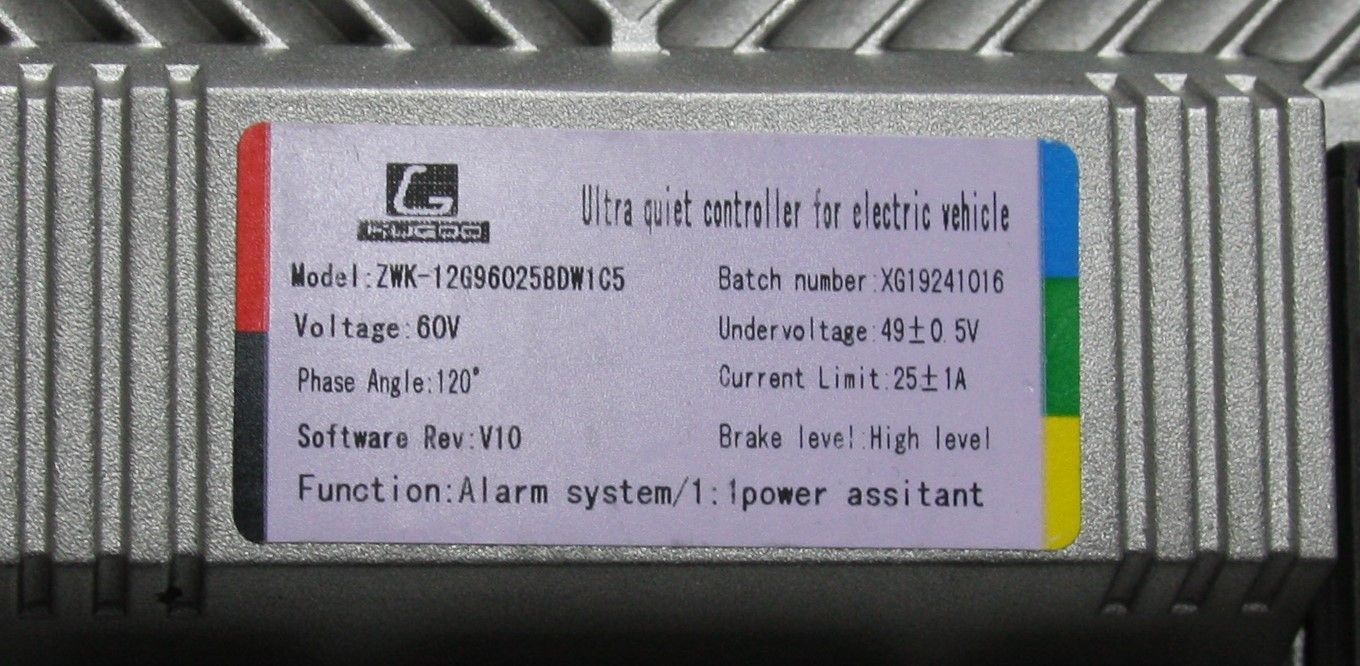 Ultra quiet controller for electric vehicle
Model:ZWK-12G96025BDW1C5
Batch number:XG19241016
Voltage:60V
Undervoltage:49±0.5V
Phase Angle:120°
Current Limit:25±1A
Software Rev:V10
Brake level:High level
Function:Alarm system/1:1power assitant